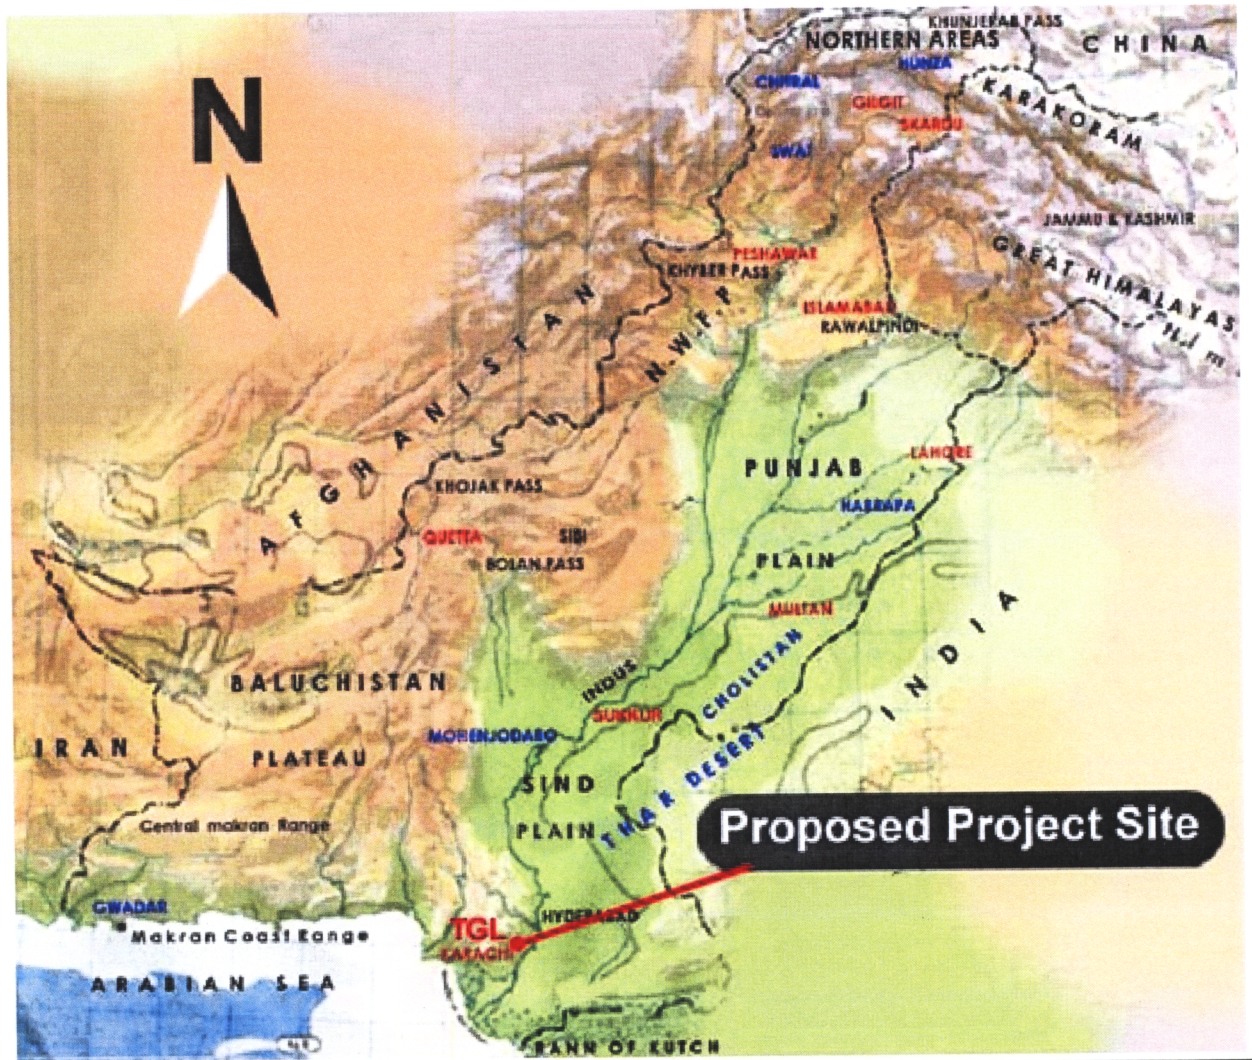 KHUNJERAB PASS
NORTHERN AREAS
CHINA
HUNZA
CHITRAL
KARAKORAM
GILGIT
SKARDU
SWAT
N
JAMMU & KASHMIR
GREAT HIMALAYAS
PESHAWAR
KHYBER PASS
ISLAMABAD
RAWALPINDI
N.W.F.P
AFGHANISTAN
LAHORE
PUNJAB
KHOJAK PASS
HARRAPA
QUETTA
SIBI
BOLAN PASS
PLAIN
MULTAN
INDIA
CHOLISTAN
INDUS
BALUCHISTAN
SUKKUR
MOHENJODARO
IRAN
PLATEAU
THAR DESERT
SIND
PLAIN
Central makran Range
Proposed Project Site
GWADAR
HYDERABAD
TGL
KARACHI
Makran Coast Range
ARABIAN SEA
RANN OF KUTCH